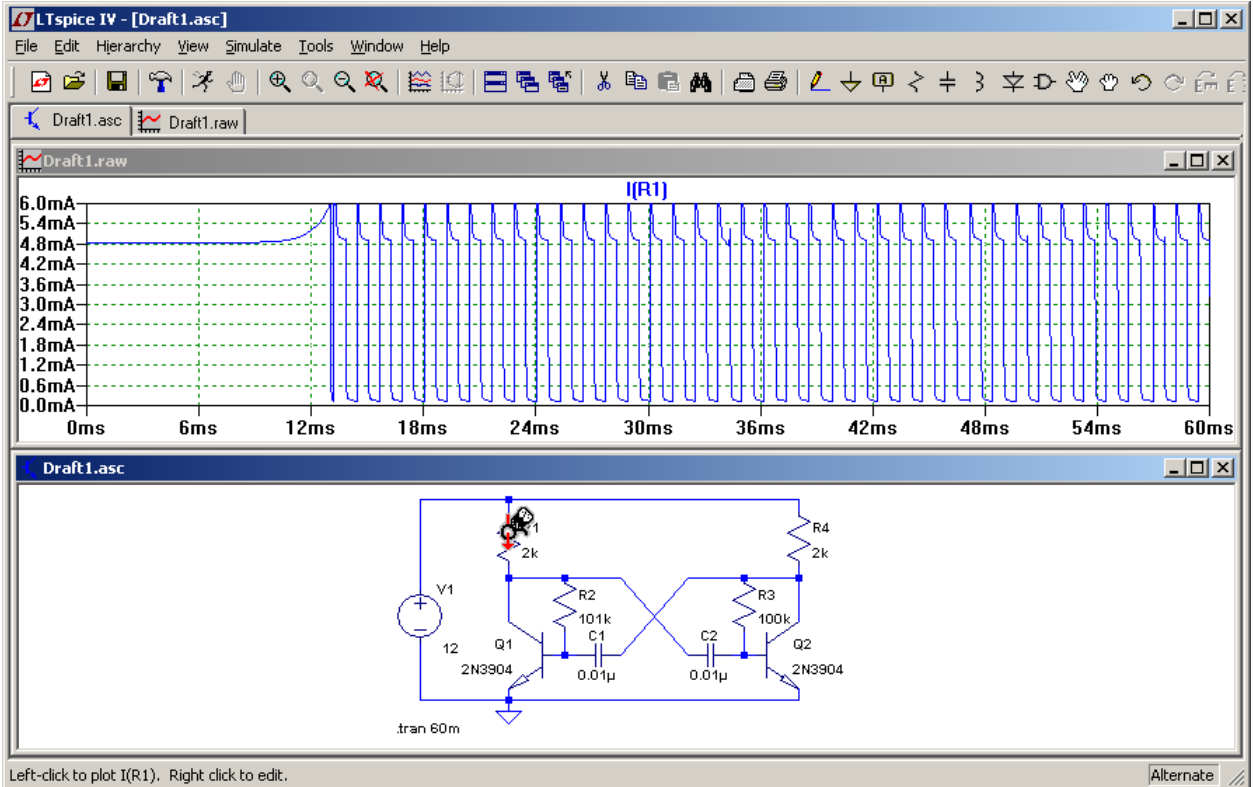 LTspice IV - [Draft1.asc]
File Edit Hierarchy View Simulate Tools Window Help
Draft1.asc Draft1.raw
Draft1.raw
I(R1)
6.0mA
5.4mA
4.8mA
4.2mA
3.6mA
3.0mA
2.4mA
1.8mA
1.2mA
0.6mA
0.0mA
0ms 6ms 12ms 18ms 24ms 30ms 36ms 42ms 48ms 54ms 60ms
Draft1.asc
R4
2k 2k
V1
R2 R3
101k 100k
C1 C2
12 Q1 Q2
2N3904 0.01µ 0.01µ 2N3904
.tran 60m
Left-click to plot I(R1). Right click to edit. Alternate